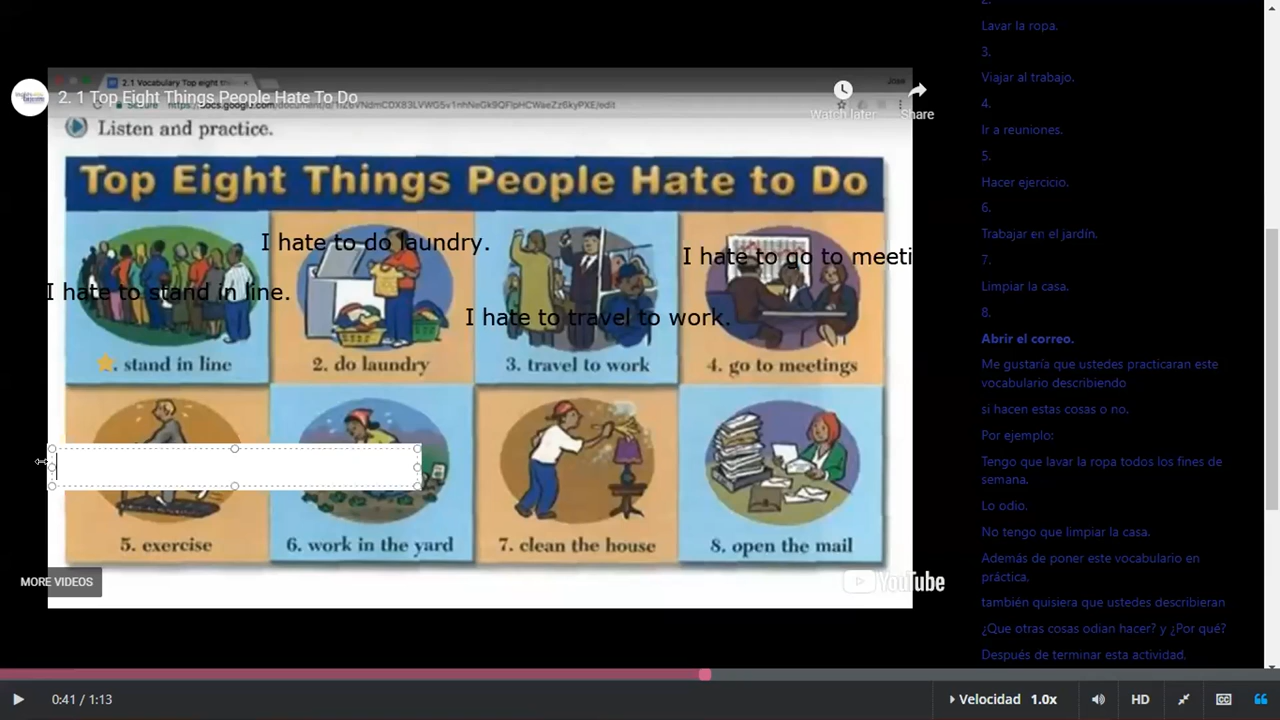 2. 1 Vocabulary Top eight thi
Jose
2. 1 Top Eight Things People Hate To Do
Watch later
Share
Listen and practice.
Top Eight Things People Hate to Do
I hate to do laundry.
I hate to go to meeti
I hate to stand in line.
I hate to travel to work.
. stand in line
2. do laundry
3. travel to work
4. go to meetings
5. exercise
6. work in the yard
7. clean the house
8. open the mail
MORE VIDEOS
YouTube
2.
Lavar la ropa.
3.
Viajar al trabajo.
4.
Ir a reuniones.
5.
Hacer ejercicio.
6.
Trabajar en el jardín.
7.
Limpiar la casa.
8.
Abrir el correo.
Me gustaría que ustedes practicaran este
vocabulario describiendo
si hacen estas cosas o no.
Por ejemplo:
Tengo que lavar la ropa todos los fines de
semana.
Lo odio.
No tengo que limpiar la casa.
Además de poner este vocabulario en
práctica.
también quisiera que ustedes describieran
¿Que otras cosas odian hacer? y ¿Por qué?
Después de terminar esta actividad.
0:41 / 1:13
Velocidad 1.0x
HD